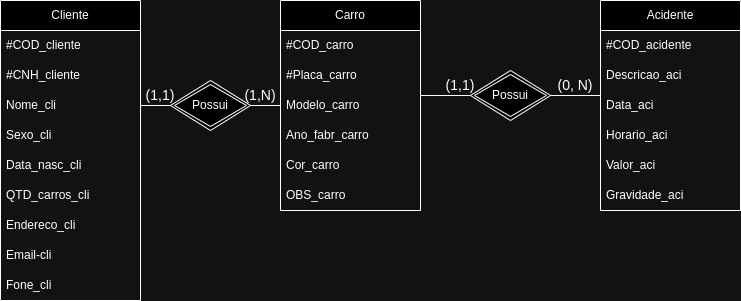 Cliente
#COD_cliente
#CNH_cliente
Nome_cli
Sexo_cli
Data_nasc_cli
QTD_carros_cli
Endereco_cli
Email-cli
Fone_cli
(1,1)
Possui
(1,N)
Carro
#COD_carro
#Placa_carro
Modelo_carro
Ano_fabr_carro
Cor_carro
OBS_carro
(1,1)
Possui
(0, N)
Acidente
#COD_acidente
Descricao_aci
Data_aci
Horario_aci
Valor_aci
Gravidade_aci